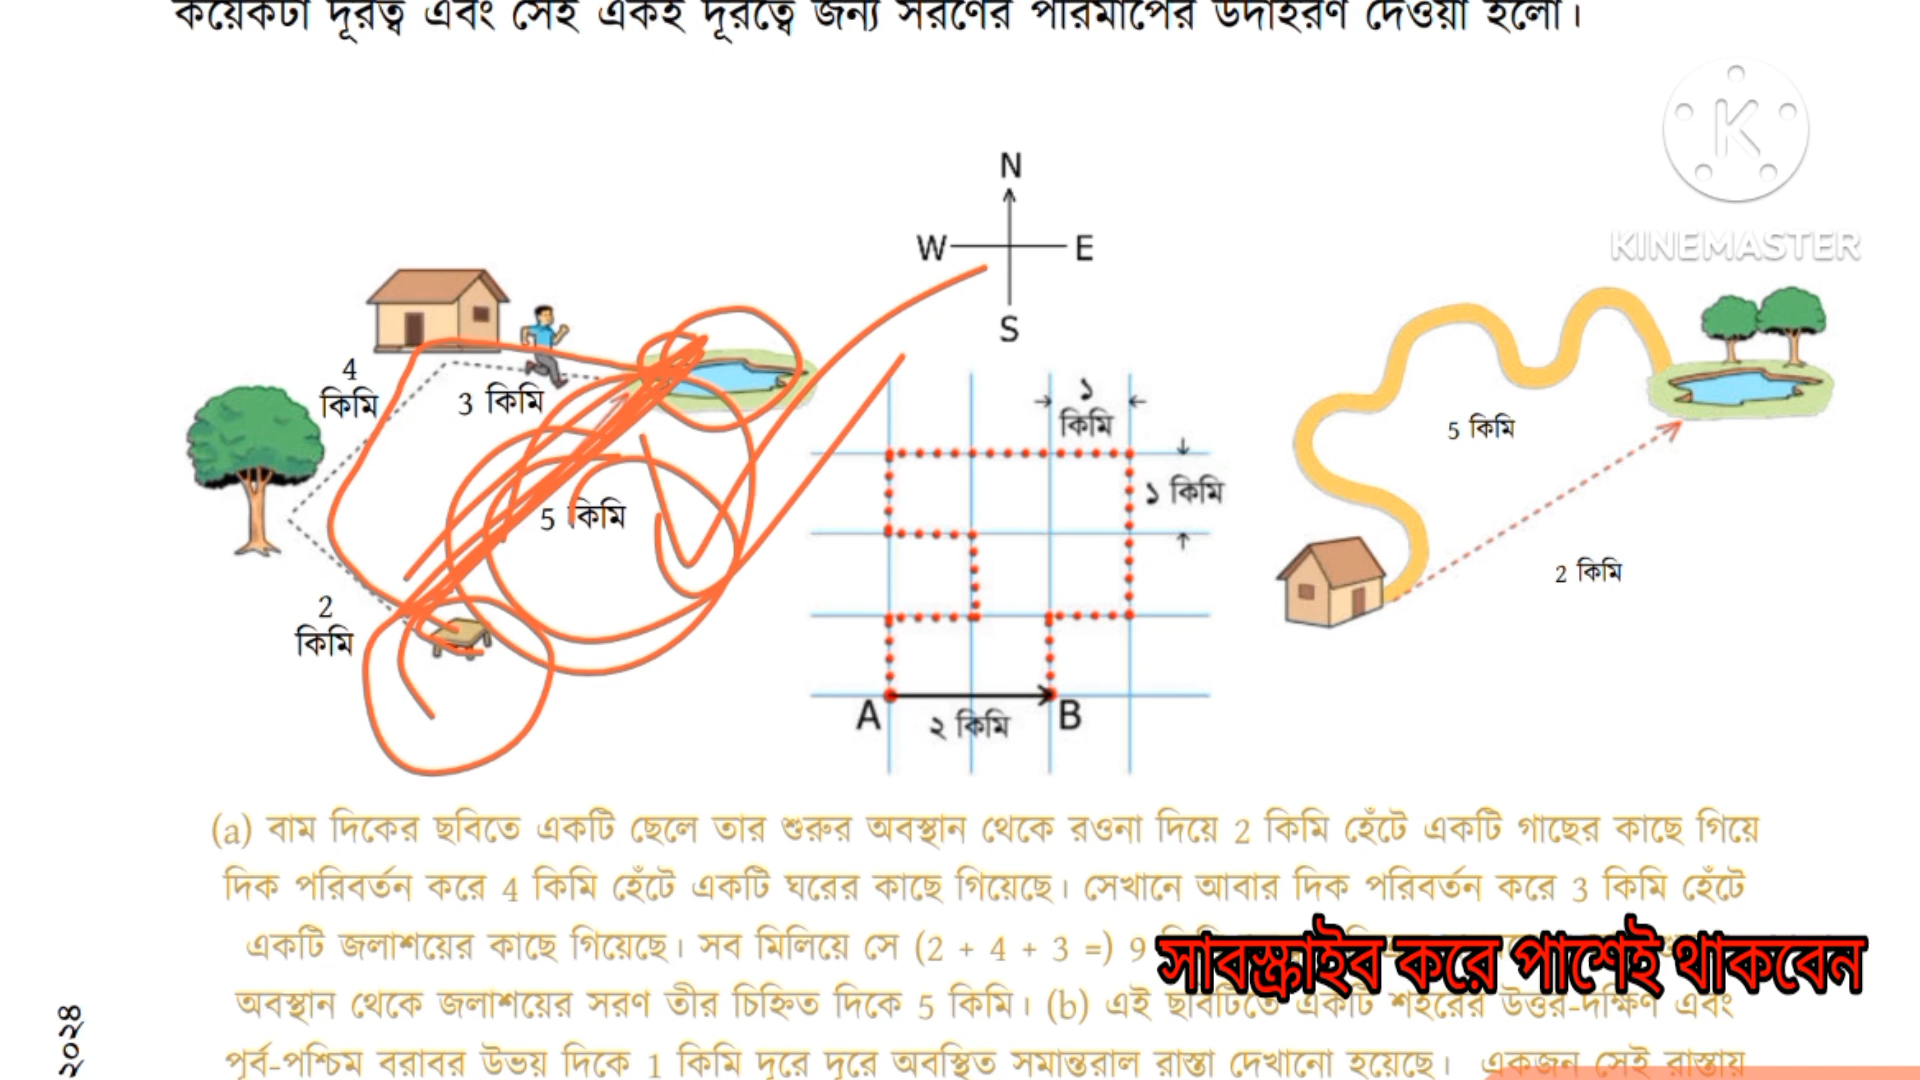 কয়েকটা দূরত্ব এবং সেই একই দূরত্বে জন্য সরণের পরিমাপের উদাহরণ দেওয়া হলো।
KINEMASTER
N
W
E
S
4
কিমি
3 কিমি
5 কিমি
2
কিমি
১
কিমি
১ কিমি
A
২ কিমি
B
5 কিমি
2 কিমি
(a) বাম দিকের ছবিতে একটি ছেলে তার শুরুর অবস্থান থেকে রওনা দিয়ে 2 কিমি হেঁটে একটি গাছের কাছে গিয়ে
দিক পরিবর্তন করে 4 কিমি হেঁটে একটি ঘরের কাছে গিয়েছে। সেখানে আবার দিক পরিবর্তন করে 3 কিমি হেঁটে
একটি জলাশয়ের কাছে গিয়েছে। সব মিলিয়ে সে (2 + 4 + 3 =) 9
সাবস্ক্রাইব করে পাশেই থাকবেন
অবস্থান থেকে জলাশয়ের সরণ তীর চিহ্নিত দিকে 5 কিমি। (b) এই ছবিটিতে একটি শহরের উত্তর-দক্ষিণ এবং
পূর্ব-পশ্চিম বরাবর উভয় দিকে 1 কিমি দূরে দূরে অবস্থিত সমান্তরাল রাস্তা দেখানো হয়েছে। একজন সেই রাস্তায়
২০২৪